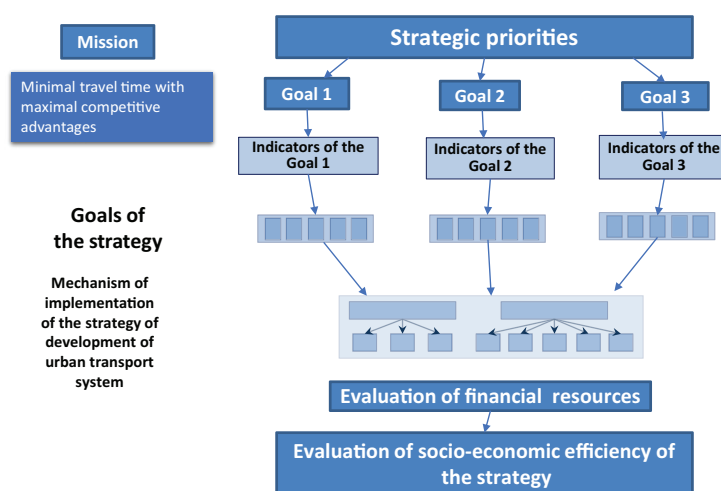 Mission
Minimal travel time with
maximal competitive
advantages
Strategic priorities
Goal 1
Goal 2
Goal 3
Indicators of the
Goal 1
Indicators of the
Goal 2
Indicators of the
Goal 3
Goals of
the strategy
Mechanism of
implementation
of the strategy of
development of
urban transport
system
Evaluation of financial resources
Evaluation of socio-economic efficiency of
the strategy